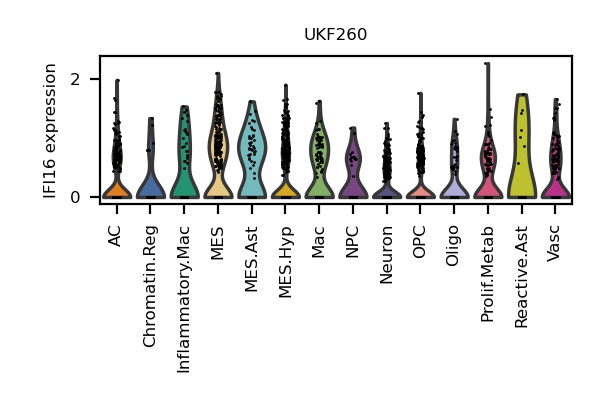 UKF260
IFI16 expression
2
0
AC
Chromatin.Reg
Inflammatory.Mac
MES
MES.Ast
MES.Hyp
Mac
NPC
Neuron
OPC
Oligo
Prolif.Metab
Reactive.Ast
Vasc